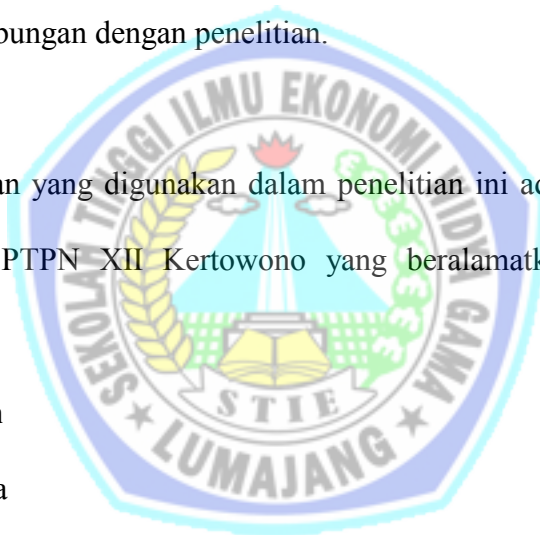 bungan dengan penelitian.
an yang digunakan dalam penelitian ini ad
PTPN XII Kertowono yang beralamatk
n
a
SEKOLAH TINGGI ILMU EKONOMI WIDYA GAMA
STIE
LUMAJANG